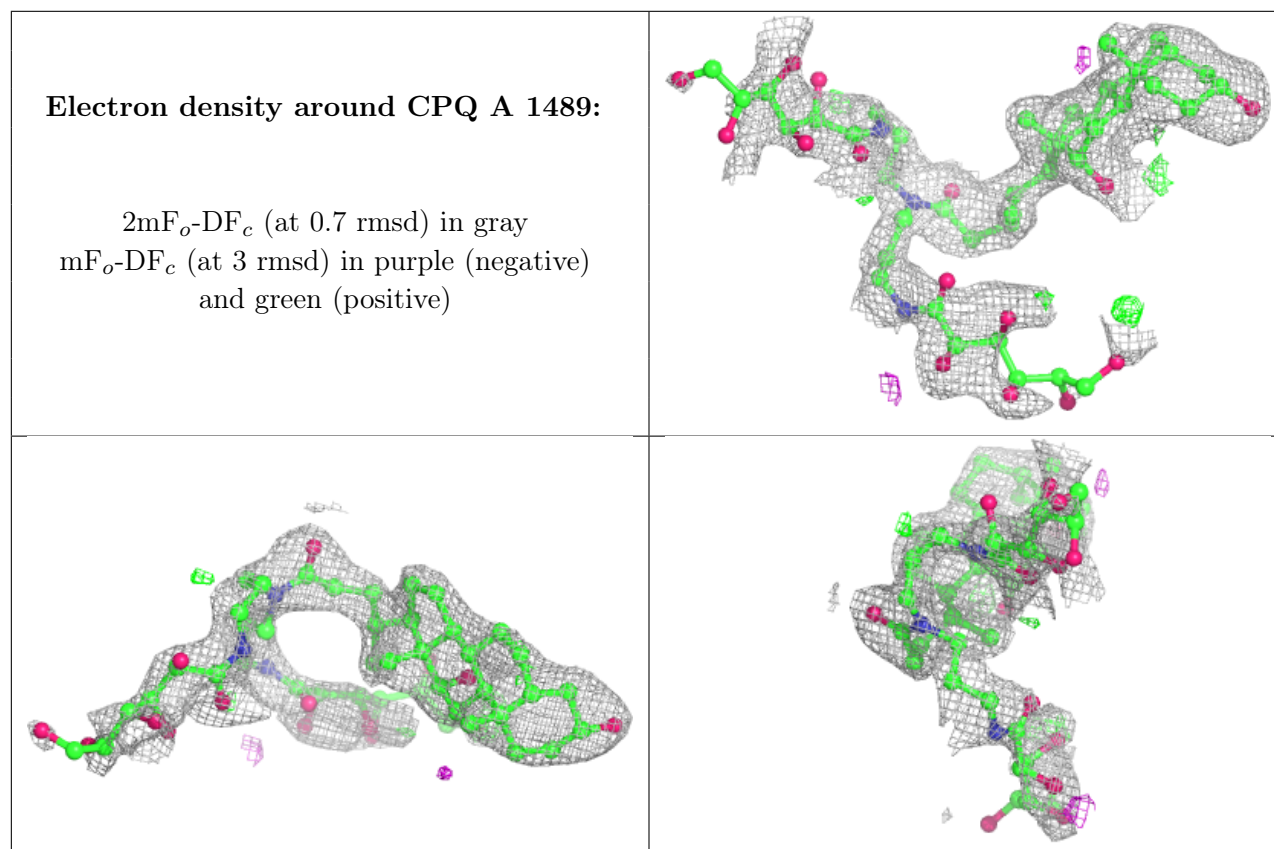 Electron density around CPQ A 1489:
2mFo-DFc (at 0.7 rmsd) in gray
mFo-DFc (at 3 rmsd) in purple (negative)
and green (positive)